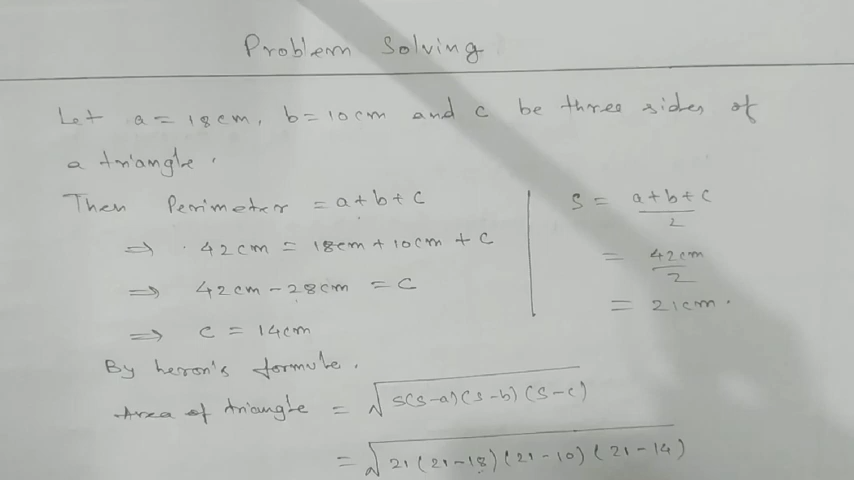 Problem Solving
Let a = 18cm, b = 10cm and c be three sides of
a triangle.
Then Perimeter = a + b + c
⇒ 42cm = 18cm + 10cm + c
⇒ 42cm - 28cm = c
⇒ c = 14cm
S = a + b + c / 2
= 42cm / 2
= 21cm.
By heron's formula.
Area of triangle = √s(s-a)(s-b)(s-c)
= √21(21-18)(21-10)(21-14)